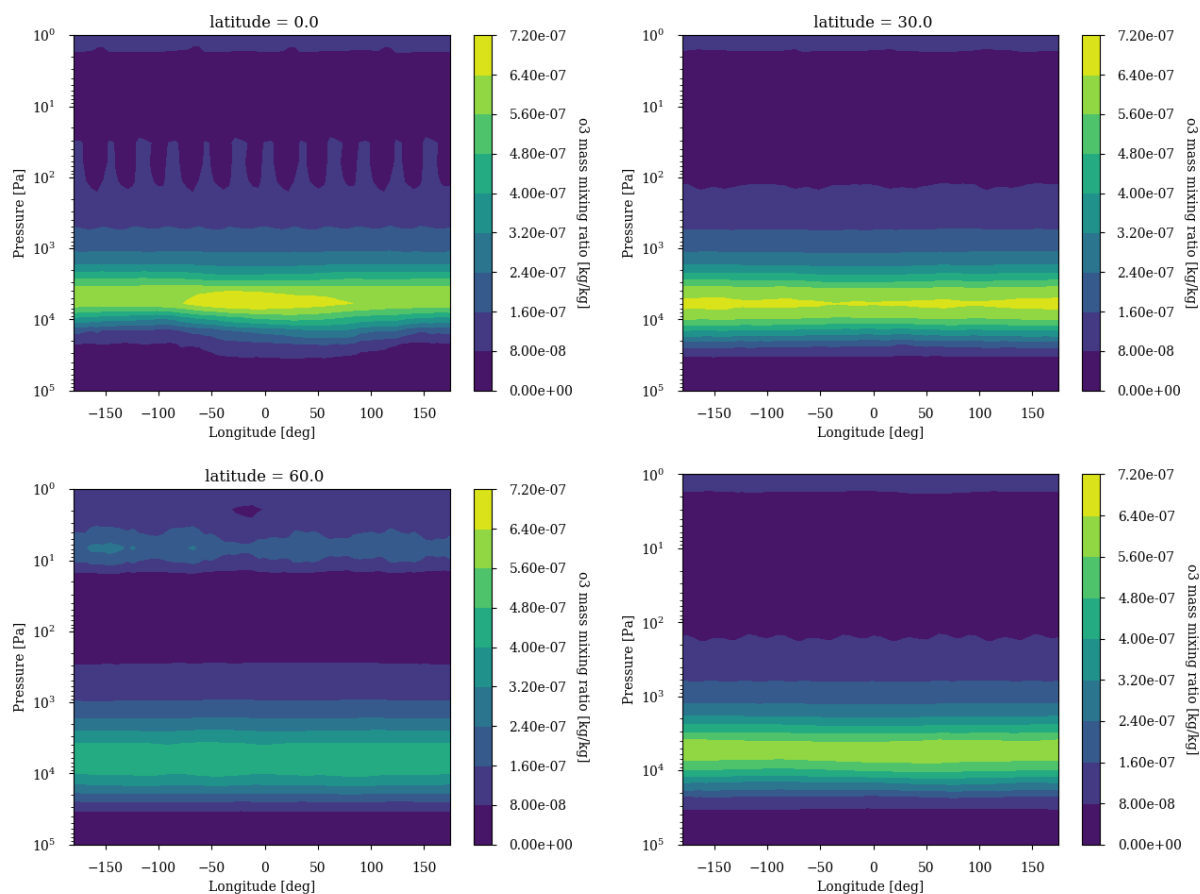 latitude = 0.0
10⁰
10¹
10²
10³
10⁴
10⁵
Pressure [Pa]
−150 −100 −50 0 50 100 150
Longitude [deg]
7.20e-07
6.40e-07
5.60e-07
4.80e-07
4.00e-07
3.20e-07
2.40e-07
1.60e-07
8.00e-08
0.00e+00
o3 mass mixing ratio [kg/kg]
latitude = 30.0
10⁰
10¹
10²
10³
10⁴
10⁵
Pressure [Pa]
−150 −100 −50 0 50 100 150
Longitude [deg]
7.20e-07
6.40e-07
5.60e-07
4.80e-07
4.00e-07
3.20e-07
2.40e-07
1.60e-07
8.00e-08
0.00e+00
o3 mass mixing ratio [kg/kg]
latitude = 60.0
10⁰
10¹
10²
10³
10⁴
10⁵
Pressure [Pa]
−150 −100 −50 0 50 100 150
Longitude [deg]
7.20e-07
6.40e-07
5.60e-07
4.80e-07
4.00e-07
3.20e-07
2.40e-07
1.60e-07
8.00e-08
0.00e+00
o3 mass mixing ratio [kg/kg]
10⁰
10¹
10²
10³
10⁴
10⁵
Pressure [Pa]
−150 −100 −50 0 50 100 150
Longitude [deg]
7.20e-07
6.40e-07
5.60e-07
4.80e-07
4.00e-07
3.20e-07
2.40e-07
1.60e-07
8.00e-08
0.00e+00
o3 mass mixing ratio [kg/kg]